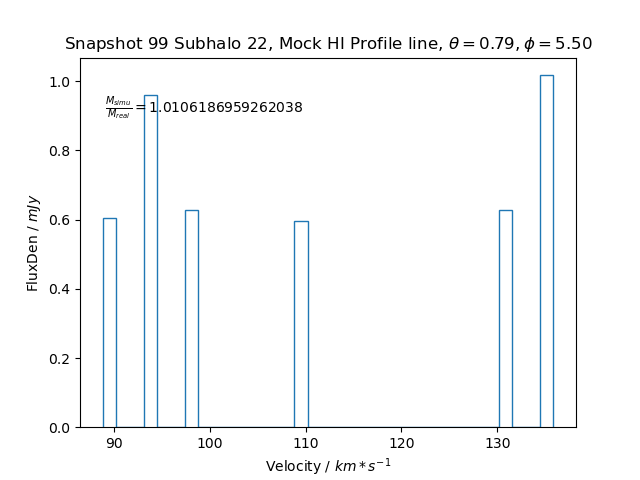 Snapshot 99 Subhalo 22, Mock HI Profile line, θ = 0.79, ϕ = 5.50
M_simu/M_real = 1.0106186959262038
1.0
0.8
0.6
0.4
0.2
0.0
FluxDen / mJy
90 100 110 120 130
Velocity / km * s⁻¹